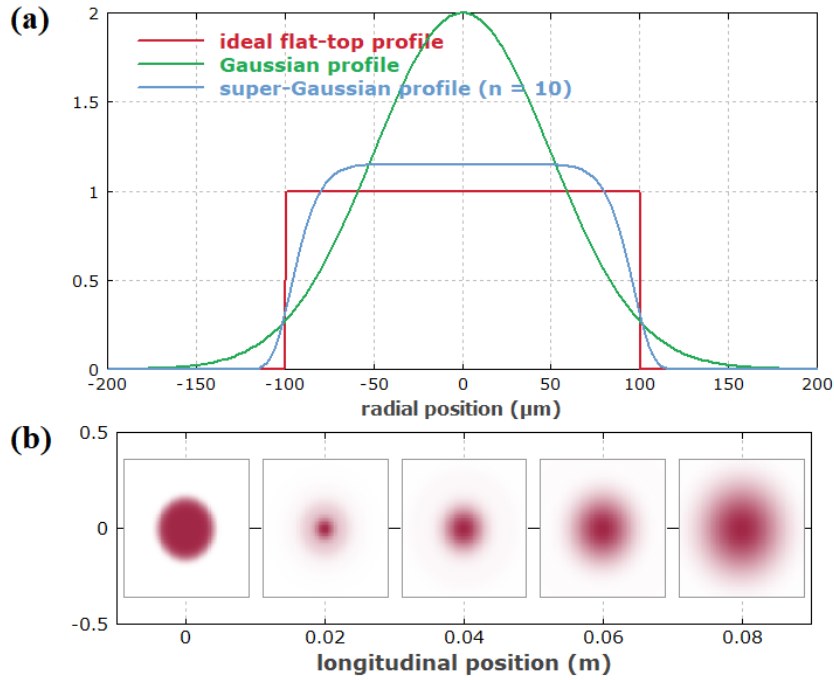 (a)
2
ideal flat-top profile
Gaussian profile
super-Gaussian profile (n = 10)
1.5
1
0.5
0
-200 -150 -100 -50 0 50 100 150 200
radial position (μm)
(b)
0.5
0
-0.5
0 0.02 0.04 0.06 0.08
longitudinal position (m)